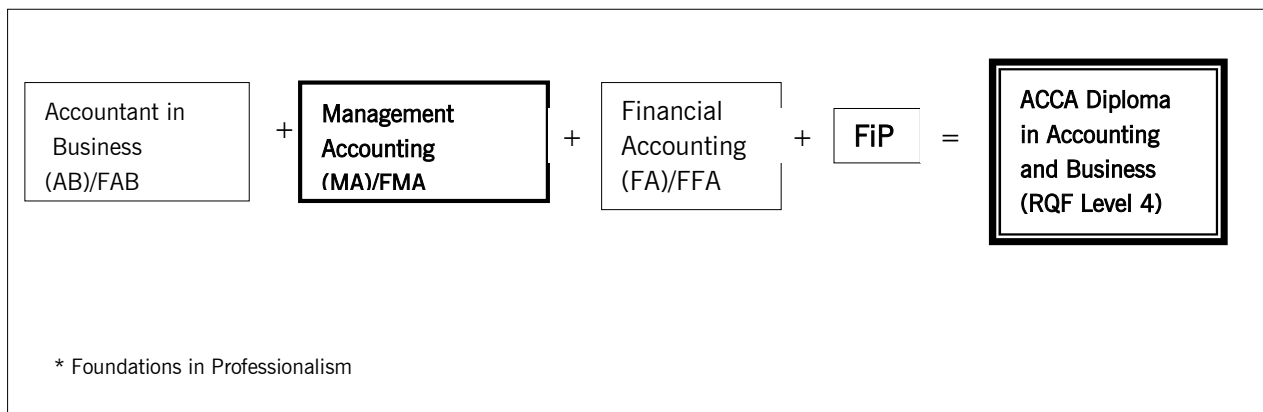 Accountant in
Business
(AB)/FAB
+
Management
Accounting
(MA)/FMA
+
Financial
Accounting
(FA)/FFA
+
FiP
=
ACCA Diploma
in Accounting
and Business
(RQF Level 4)
* Foundations in Professionalism